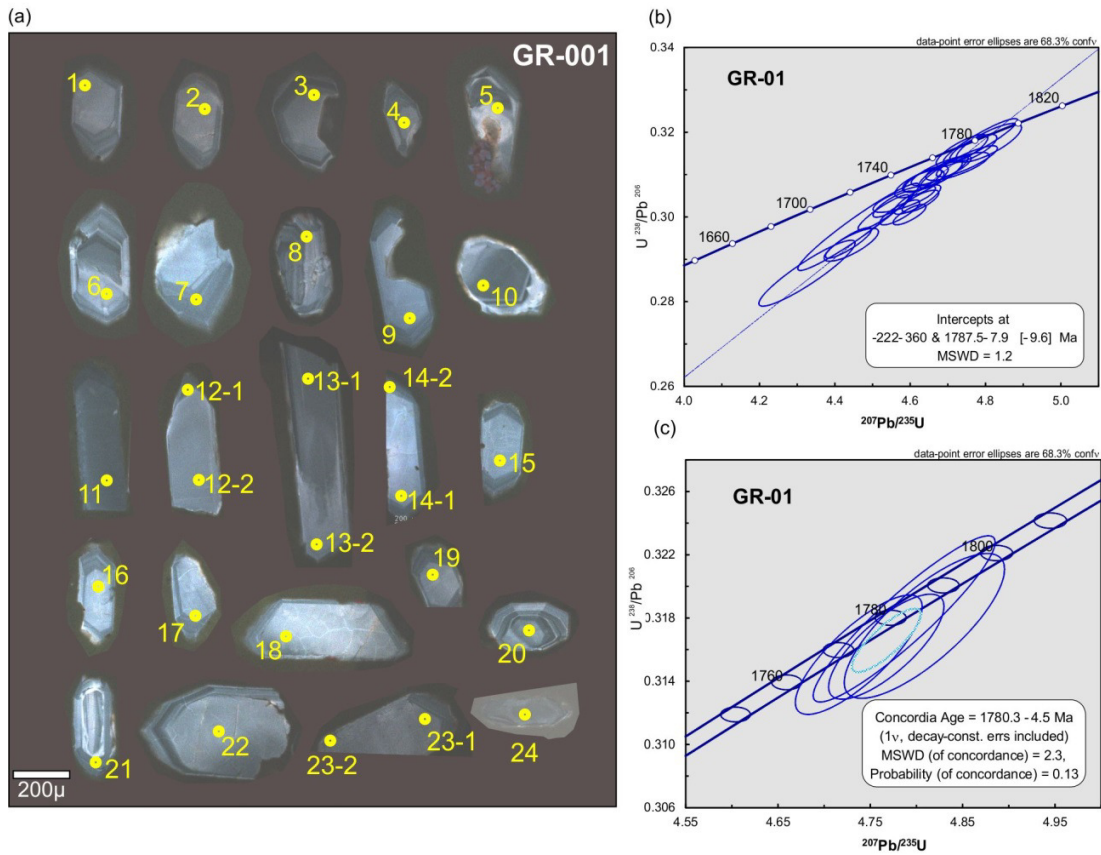 (a)
GR-001
1
2
3
4
5
6
7
8
9
10
11
12-1
12-2
13-1
13-2
14-2
14-1
200
15
16
17
18
19
20
21
22
23-1
23-2
24
200µ
(b)
data-point error ellipses are 68.3% confν
GR-01
0.34
0.32
0.30
0.28
0.26
U 238/Pb 206
1660
1700
1740
1780
1820
Intercepts at
-222-360 & 1787.5-7.9 [-9.6] Ma
MSWD = 1.2
4.0
4.2
4.4
4.6
4.8
5.0
207Pb/235U
(c)
data-point error ellipses are 68.3% confν
GR-01
0.326
0.322
0.318
0.314
0.310
0.306
U 238/Pb 206
1760
1780
1800
Concordia Age = 1780.3 -4.5 Ma
(1ν, decay-const. errs included)
MSWD (of concordance) = 2.3,
Probability (of concordance) = 0.13
4.55
4.65
4.75
4.85
4.95
207Pb/235U